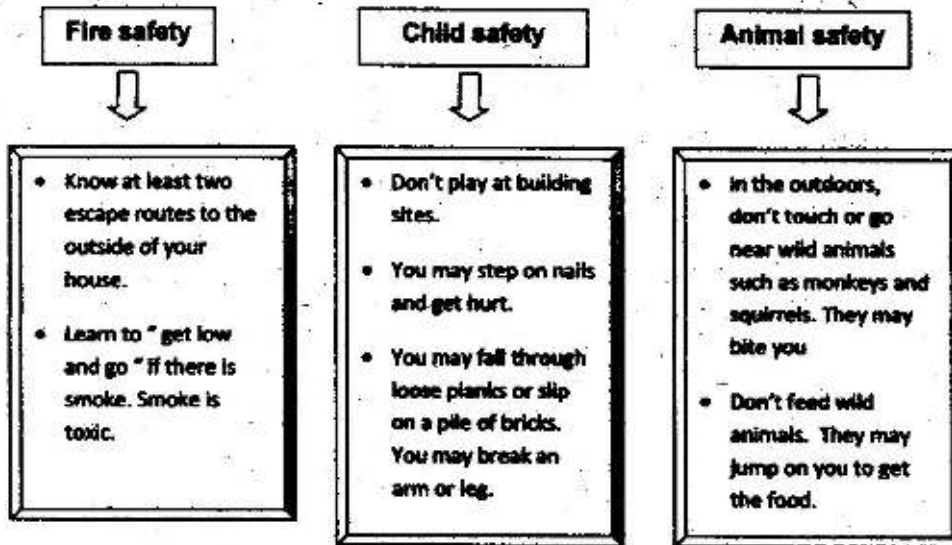 Fire safety
Know at least two
escape routes to the
outside of your
house.
Learn to " get low
and go " if there is
smoke. Smoke is
toxic.
Child safety
Don't play at building
sites.
You may step on nails
and get hurt.
You may fall through
loose planks or slip
on a pile of bricks.
You may break an
arm or leg.
Animal safety
In the outdoors,
don't touch or go
near wild animals
such as monkeys and
squirrels. They may
bite you
Don't feed wild
animals. They may
jump on you to get
the food.